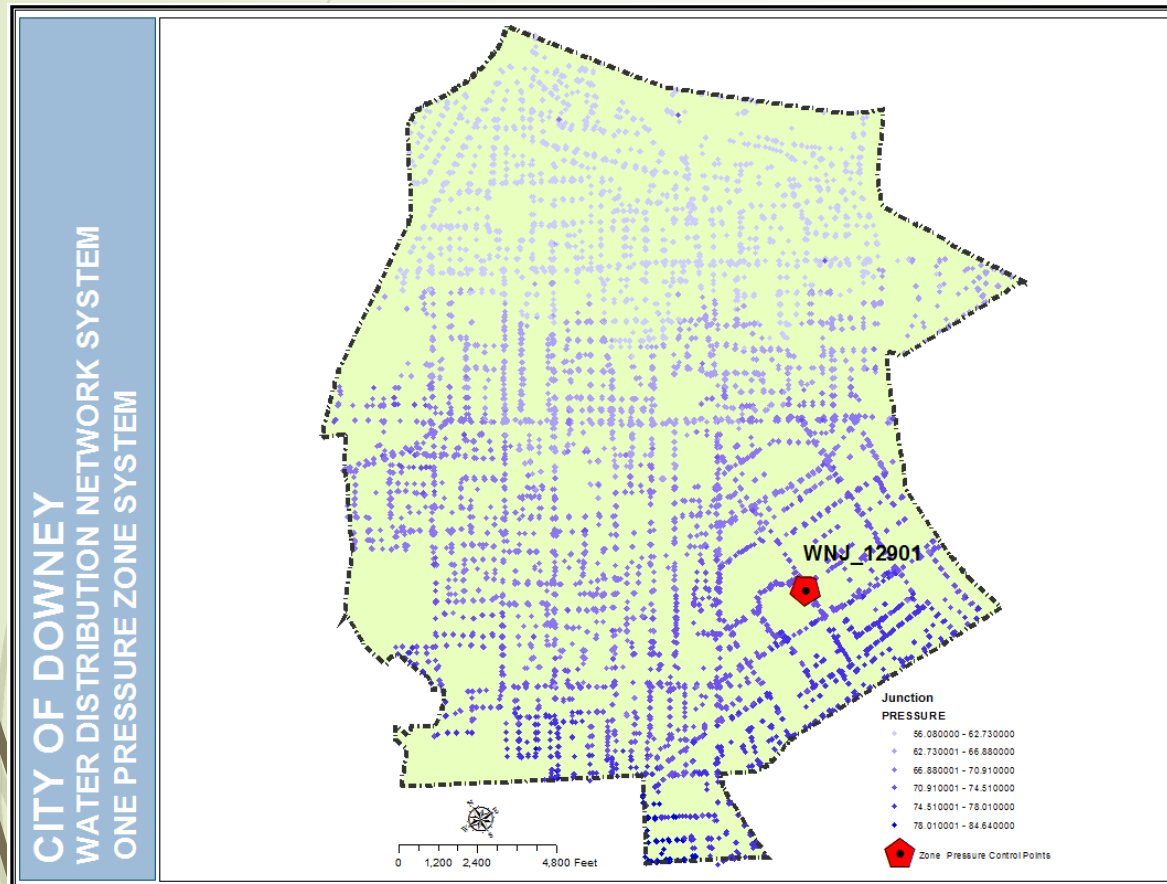 CITY OF DOWNEY
WATER DISTRIBUTION NETWORK SYSTEM
ONE PRESSURE ZONE SYSTEM
WNJ_12901
Junction
PRESSURE
56.080000 - 62.730000
62.730001 - 66.880000
66.880001 - 70.910000
70.910001 - 74.510000
74.510001 - 78.010000
78.010001 - 84.640000
Zone Pressure Control Points
0 1,200 2,400 4,800 Feet